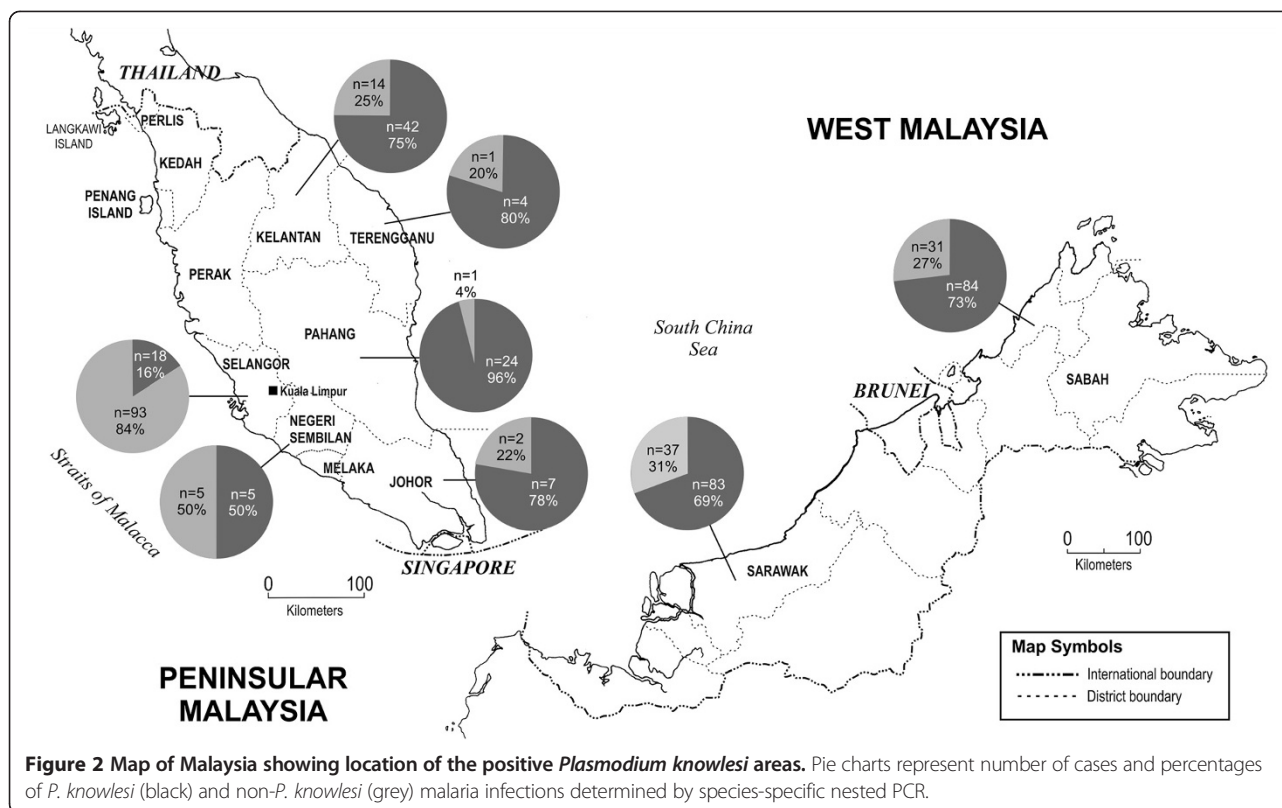 THAILAND
LANGKAWI
ISLAND
PERLIS
KEDAH
PENANG
ISLAND
PERAK
KELANTAN
TERENGGANU
PAHANG
SELANGOR
Kuala Limpur
NEGERI
SEMBILAN
MELAKA
JOHOR
SINGAPORE
Straits of Malacca
n=14
25%
n=42
75%
n=1
20%
n=4
80%
n=1
4%
n=24
96%
n=18
16%
n=93
84%
n=5
50%
n=5
50%
n=2
22%
n=7
78%
0 100
Kilometers
PENINSULAR
MALAYSIA
WEST MALAYSIA
South China
Sea
n=31
27%
n=84
73%
BRUNEI
SABAH
n=37
31%
n=83
69%
SARAWAK
0 100
Kilometers
Map Symbols
International boundary
District boundary
Figure 2 Map of Malaysia showing location of the positive Plasmodium knowlesi areas. Pie charts represent number of cases and percentages
of P. knowlesi (black) and non-P. knowlesi (grey) malaria infections determined by species-specific nested PCR.